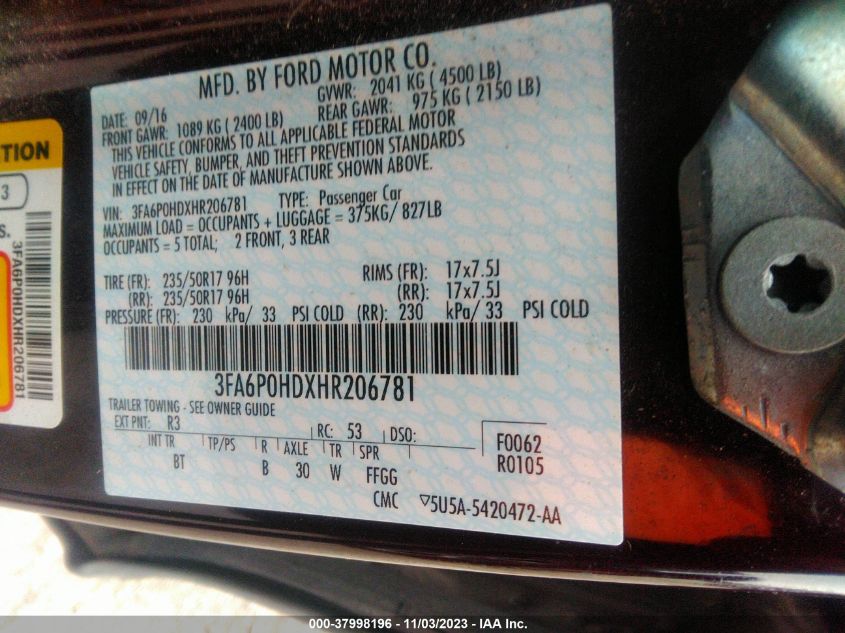 MFD. BY FORD MOTOR CO.
DATE: 09/16 GVWR: 2041 KG ( 4500 LB)
FRONT GAWR: 1089 KG ( 2400 LB) REAR GAWR: 975 KG ( 2150 LB)
THIS VEHICLE CONFORMS TO ALL APPLICABLE FEDERAL MOTOR
VEHICLE SAFETY, BUMPER, AND THEFT PREVENTION STANDARDS
IN EFFECT ON THE DATE OF MANUFACTURE SHOWN ABOVE.
VIN: 3FA6P0HDXHR206781 TYPE: Passenger Car
MAXIMUM LOAD = OCCUPANTS + LUGGAGE = 375KG/ 827LB
OCCUPANTS = 5 TOTAL; 2 FRONT, 3 REAR
TIRE (FR): 235/50R17 96H RIMS (FR): 17x7.5J
(RR): 235/50R17 96H (RR): 17x7.5J
PRESSURE (FR): 230 kPa/ 33 PSI COLD (RR): 230 kPa/ 33 PSI COLD
3FA6P0HDXHR206781
TRAILER TOWING - SEE OWNER GUIDE
EXT PNT: R3 RC: 53 DSO: F0062
INT TR TP/PS R AXLE TR SPR R0105
BT B 30 W FFGG
CMC ▽5U5A-5420472-AA
TION
3
S.
3FA6P0HDXHR206781
000-37998196 - 11/03/2023 - IAA Inc.